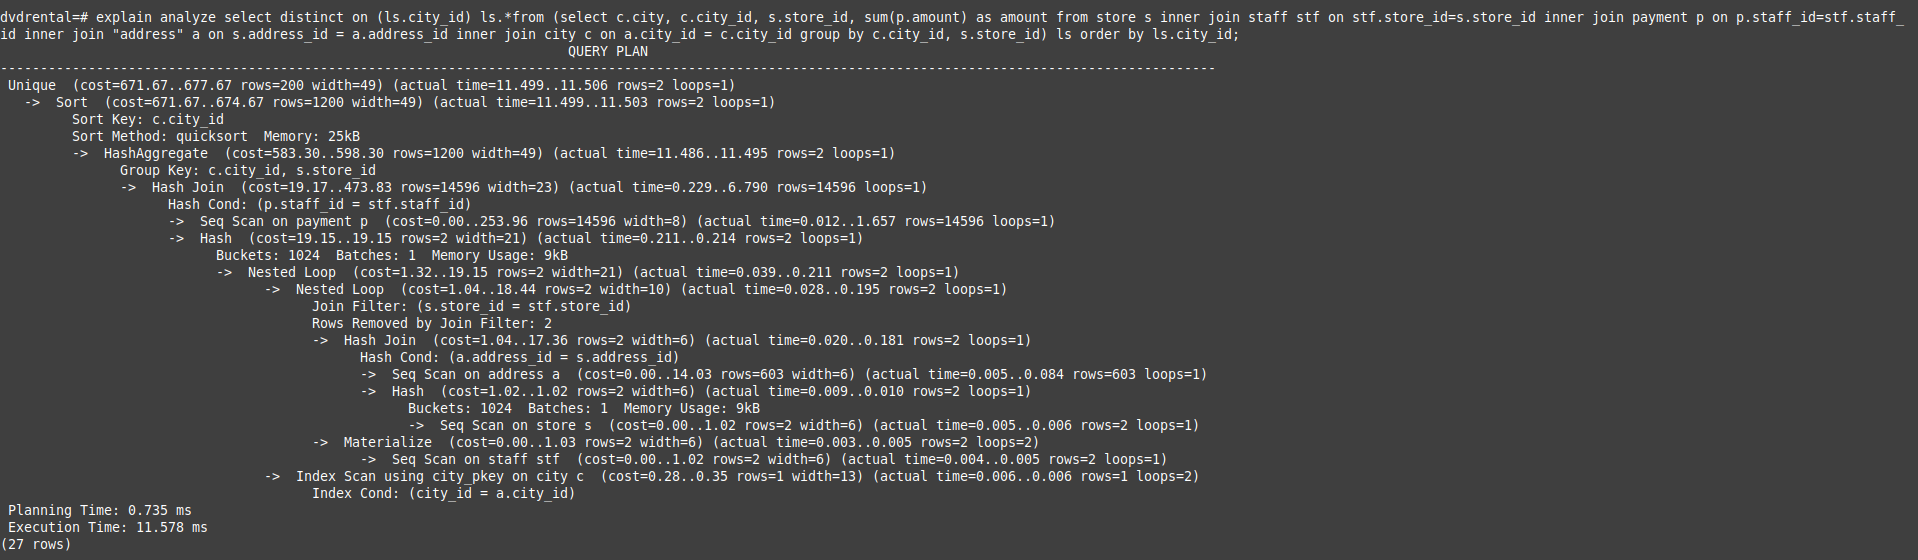 dvdrental=# explain analyze select distinct on (ls.city_id) ls.*from (select c.city, c.city_id, s.store_id, sum(p.amount) as amount from store s inner join staff stf on stf.store_id=s.store_id inner join payment p on p.staff_id=stf.staff_
id inner join "address" a on s.address_id = a.address_id inner join city c on a.city_id = c.city_id group by c.city_id, s.store_id) ls order by ls.city_id;
QUERY PLAN
--------------------------------------------------------------------------------------------------------------------------------------------------------
Unique  (cost=671.67..677.67 rows=200 width=49) (actual time=11.499..11.506 rows=2 loops=1)
  ->  Sort  (cost=671.67..674.67 rows=1200 width=49) (actual time=11.499..11.503 rows=2 loops=1)
        Sort Key: c.city_id
        Sort Method: quicksort  Memory: 25kB
        ->  HashAggregate  (cost=583.30..598.30 rows=1200 width=49) (actual time=11.486..11.495 rows=2 loops=1)
              Group Key: c.city_id, s.store_id
              ->  Hash Join  (cost=19.17..473.83 rows=14596 width=23) (actual time=0.229..6.790 rows=14596 loops=1)
                    Hash Cond: (p.staff_id = stf.staff_id)
                    ->  Seq Scan on payment p  (cost=0.00..253.96 rows=14596 width=8) (actual time=0.012..1.657 rows=14596 loops=1)
                    ->  Hash  (cost=19.15..19.15 rows=2 width=21) (actual time=0.211..0.214 rows=2 loops=1)
                          Buckets: 1024  Batches: 1  Memory Usage: 9kB
                          ->  Nested Loop  (cost=1.32..19.15 rows=2 width=21) (actual time=0.039..0.211 rows=2 loops=1)
                                ->  Nested Loop  (cost=1.04..18.44 rows=2 width=10) (actual time=0.028..0.195 rows=2 loops=1)
                                      Join Filter: (s.store_id = stf.store_id)
                                      Rows Removed by Join Filter: 2
                                      ->  Hash Join  (cost=1.04..17.36 rows=2 width=6) (actual time=0.020..0.181 rows=2 loops=1)
                                            Hash Cond: (a.address_id = s.address_id)
                                            ->  Seq Scan on address a  (cost=0.00..14.03 rows=603 width=6) (actual time=0.005..0.084 rows=603 loops=1)
                                            ->  Hash  (cost=1.02..1.02 rows=2 width=6) (actual time=0.009..0.010 rows=2 loops=1)
                                                  Buckets: 1024  Batches: 1  Memory Usage: 9kB
                                                  ->  Seq Scan on store s  (cost=0.00..1.02 rows=2 width=6) (actual time=0.005..0.006 rows=2 loops=1)
                                      ->  Materialize  (cost=0.00..1.03 rows=2 width=6) (actual time=0.003..0.005 rows=2 loops=2)
                                            ->  Seq Scan on staff stf  (cost=0.00..1.02 rows=2 width=6) (actual time=0.004..0.005 rows=2 loops=1)
                                ->  Index Scan using city_pkey on city c  (cost=0.28..0.35 rows=1 width=13) (actual time=0.006..0.006 rows=1 loops=2)
                                      Index Cond: (city_id = a.city_id)
Planning Time: 0.735 ms
Execution Time: 11.578 ms
(27 rows)